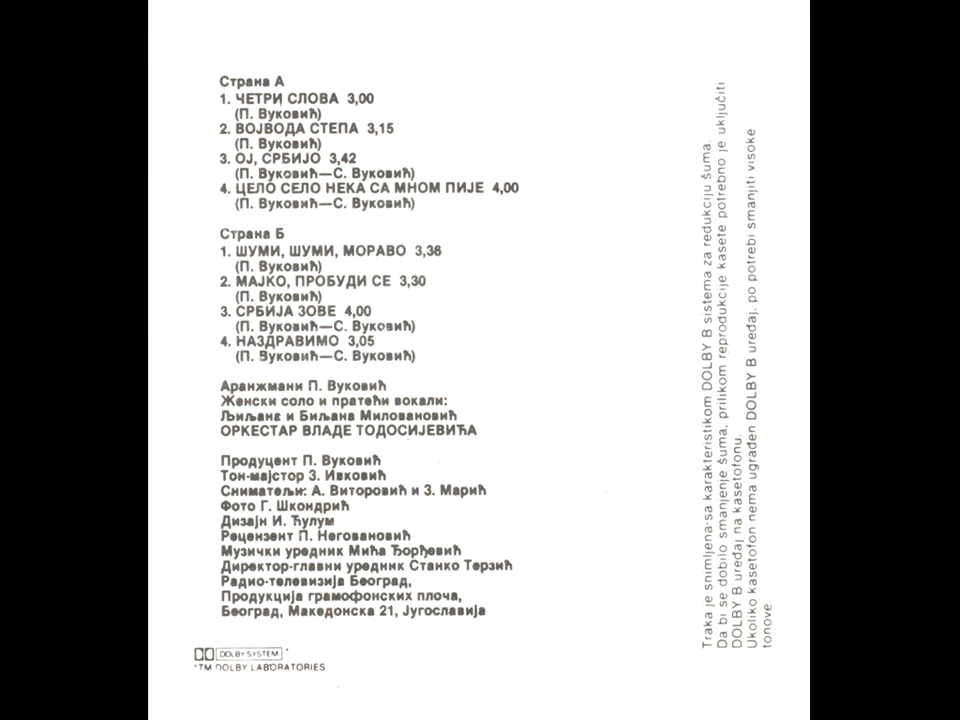 Страна А
1. ЧЕТРИ СЛОВА 3,00
(П. Вуковић)
2. ВОЈВОДА СТЕПА 3,15
(П. Вуковић)
3. ОЈ, СРБИЈО 3,42
(П. Вуковић—С. Вуковић)
4. ЦЕЛО СЕЛО НЕКА СА МНОМ ПИЈЕ 4,00
(П. Вуковић—С. Вуковић)
Страна Б
1. ШУМИ, ШУМИ, МОРАВО 3,36
(П. Вуковић)
2. МАЈКО, ПРОБУДИ СЕ 3,30
(П. Вуковић)
3. СРБИЈА ЗОВЕ 4,00
(П. Вуковић—С. Вуковић)
4. НАЗДРАВИМО 3,05
(П. Вуковић—С. Вуковић)
Аранжмани П. Вуковић
Женски соло и пратећи вокали:
Љиљана и Биљана Миловановић
ОРКЕСТАР ВЛАДЕ ТОДОСИЈЕВИЋА
Продуцент П. Вуковић
Тон-мајстор З. Ивковић
Сниматељи: А. Виторовић и З. Марић
Фото Г. Шкондрић
Дизајн И. Ћулум
Рецензент П. Неговановић
Музички уредник Мића Ђорђевић
Директор-главни уредник Станко Терзић
Радио-телевизија Београд,
Продукција грамофонских плоча,
Београд, Македонска 21, Југославија
DOLBY SYSTEM *
*TM DOLBY LABORATORIES
Traka je snimljena sa karakteristikom DOLBY B sistema za redukciju šuma.
Da bi se dobilo smanjenje šuma, prilikom reprodukcije kasete potrebno je uključiti
DOLBY B uređaj na kasetofonu.
Ukoliko kasetofon nema ugrađen DOLBY B uređaj, po potrebi smanjiti visoke
tonove.